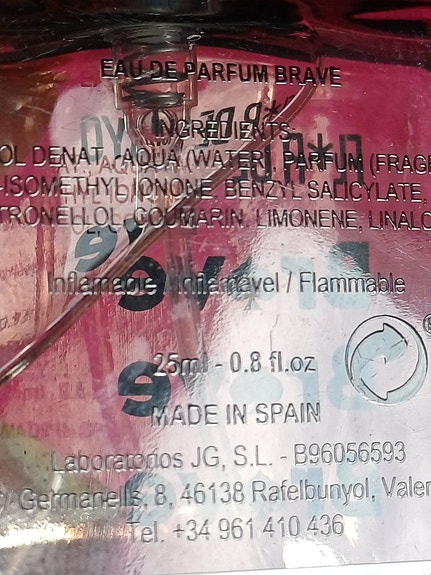 EAU DE PARFUM BRAVE
INGREDIENTS:
OL DENAT, AQUA (WATER), PARFUM (FRAG
-ISOMETHYL IONONE, BENZYL SALICYLATE,
TRONELLOL, COUMARIN, LIMONENE, LINALO
Inflamable / Inflamável / Flammable
25ml - 0.8 fl.oz
MADE IN SPAIN
Laboratorios JG, S.L. - B96056593
Germanells, 8, 46138 Rafelbunyol, Valen
Tel. +34 961 410 436
Brave
Brave